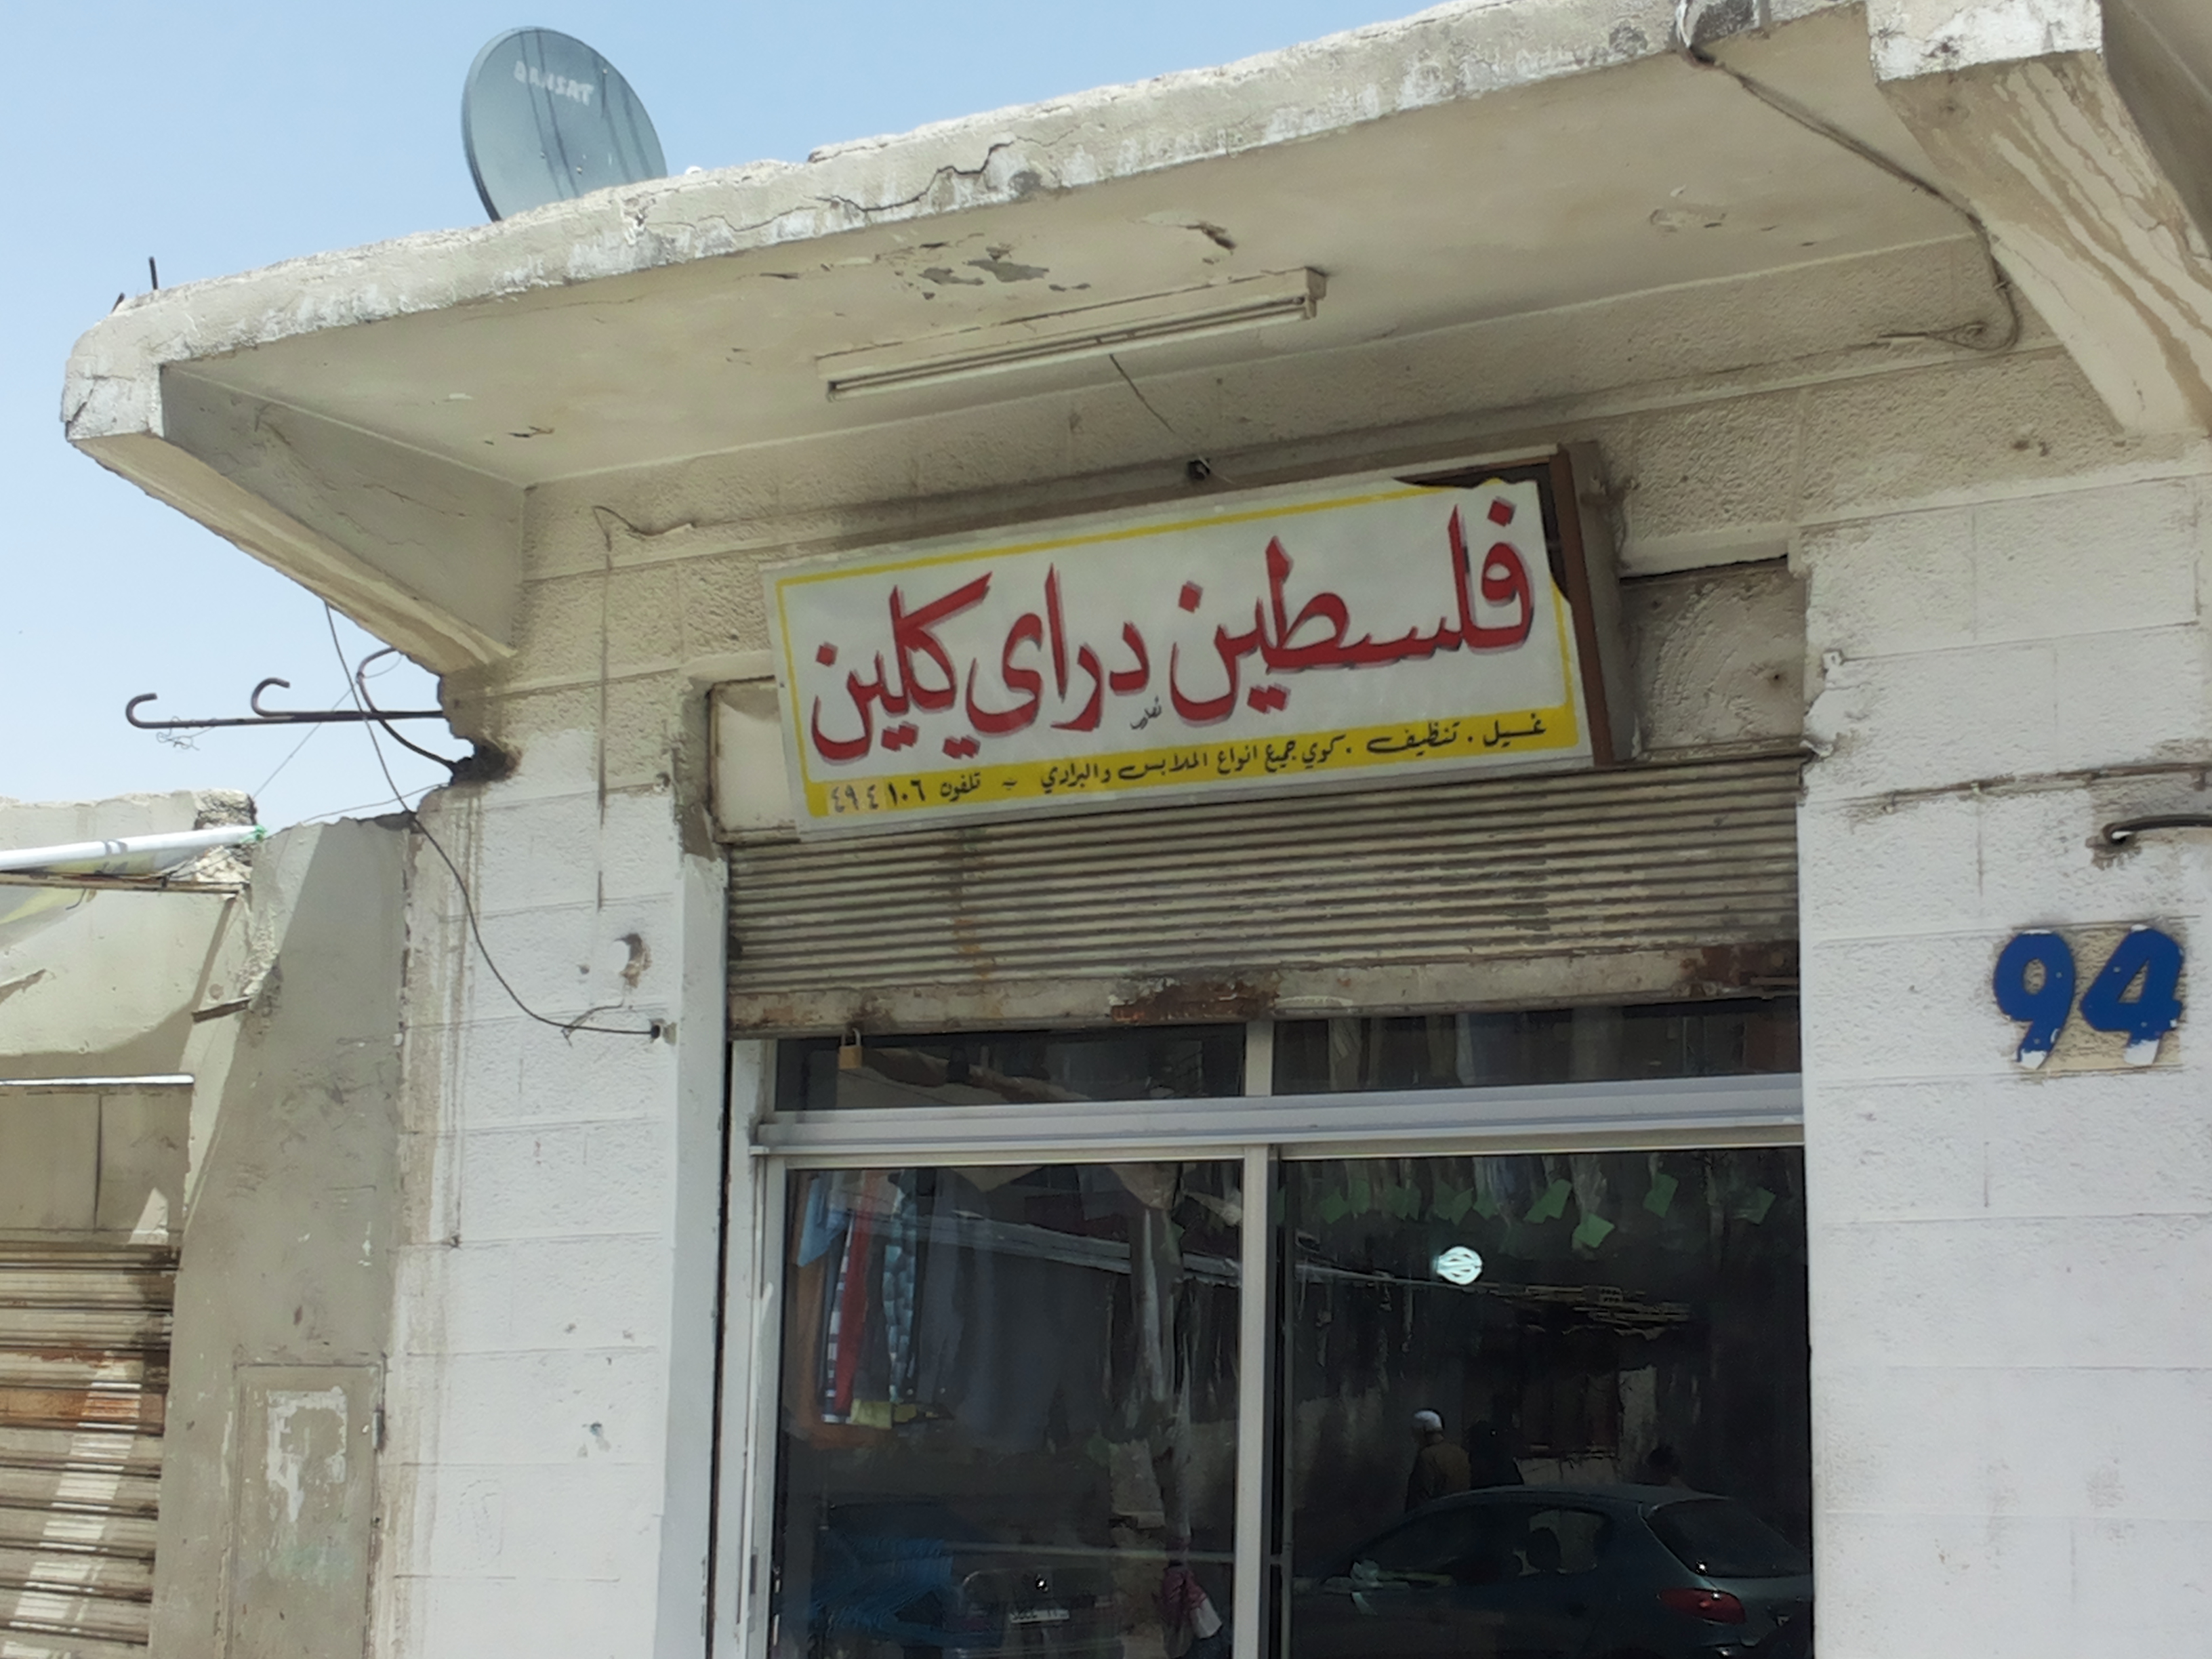 فلسطين دراي كلين
غسيل . تنظيف . كوي جميع انواع الملابس والبرادي ~ تلفون ٤٩٤١٠٦
94